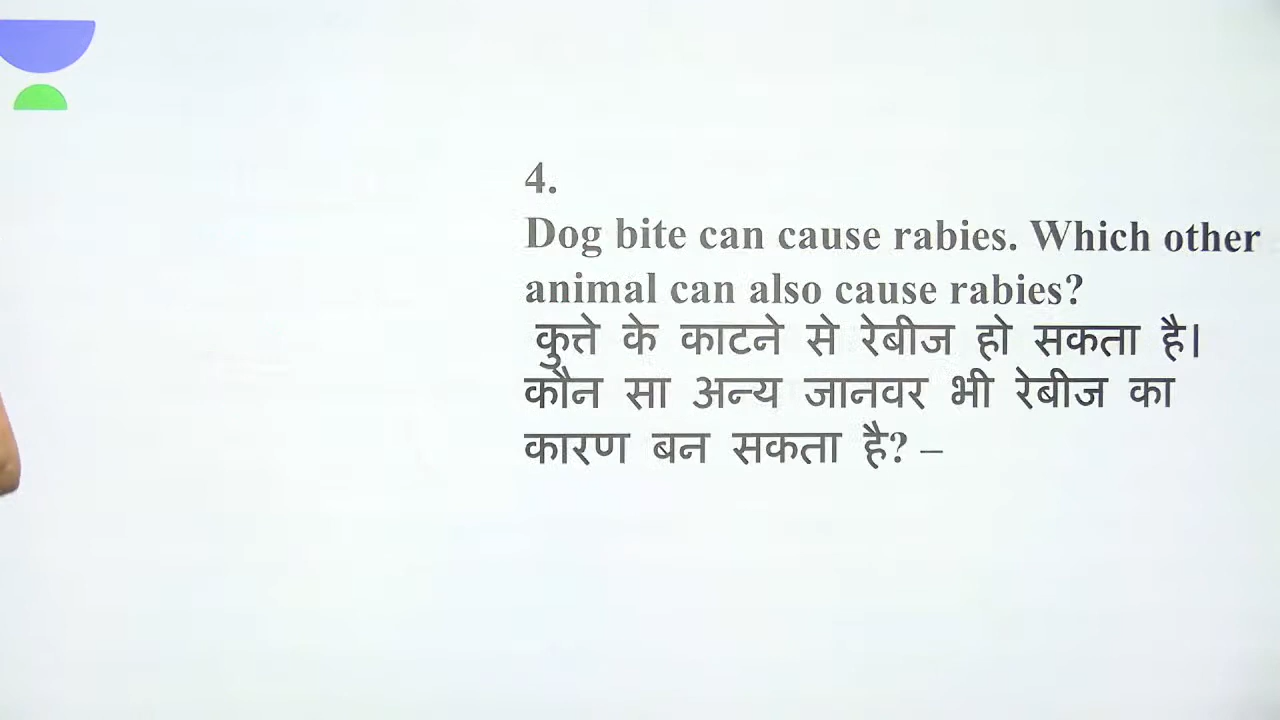 4.
Dog bite can cause rabies. Which other
animal can also cause rabies?
कुत्ते के काटने से रेबीज हो सकता है।
कौन सा अन्य जानवर भी रेबीज का
कारण बन सकता है? –